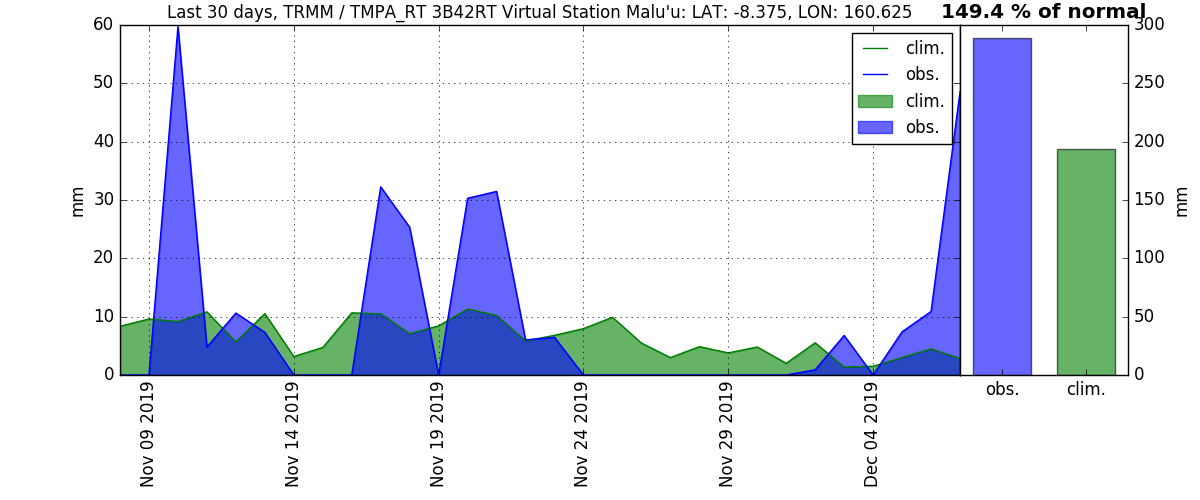 Last 30 days, TRMM / TMPA_RT 3B42RT Virtual Station Malu'u: LAT: -8.375, LON: 160.625
149.4 % of normal
60
50
40
30
20
10
0
mm
clim.
obs.
clim.
obs.
Nov 09 2019
Nov 14 2019
Nov 19 2019
Nov 24 2019
Nov 29 2019
Dec 04 2019
300
250
200
150
100
50
0
mm
obs.
clim.